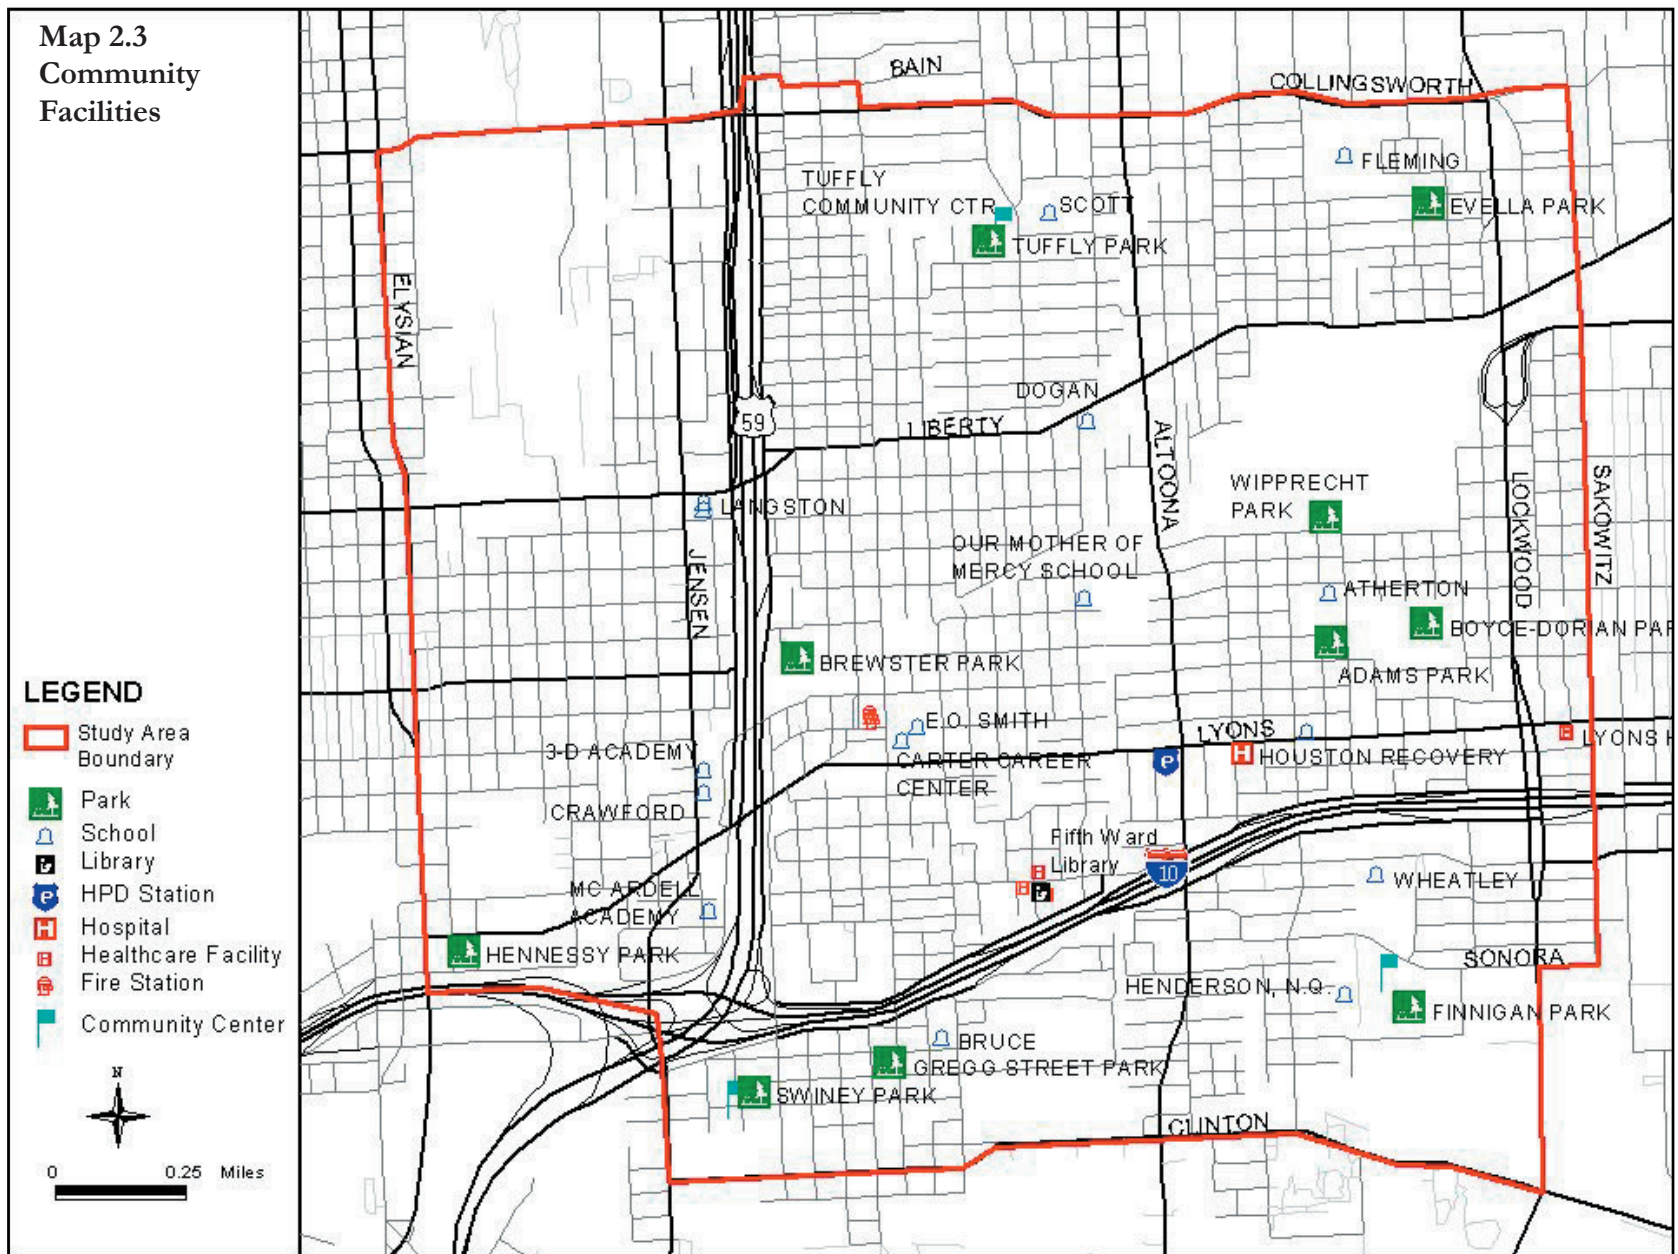 Map 2.3
Community
Facilities
BAIN
COLLINGSWORTH
FLEMING
EVELLA PARK
TUFFLY
COMMUNITY CTR
SCOTT
TUFFLY PARK
ELYSIAN
DOGAN
59
LIBERTY
ALTOONA
WIPPRECHT
PARK
LOCKWOOD
SAKOWITZ
LANGSTON
JENSEN
OUR MOTHER OF
MERCY SCHOOL
ATHERTON
BOYCE-DORIAN PAR
BREWSTER PARK
ADAMS PARK
E.O. SMITH
LYONS
LYONS H
3-D ACADEMY
CARTER CAREER
CENTER
HOUSTON RECOVERY
CRAWFORD
Fifth Ward
Library
10
WHEATLEY
MC ARDELL
ACADEMY
HENNESSY PARK
SONORA
HENDERSON, N.Q.
FINNIGAN PARK
BRUCE
GREGG STREET PARK
SWINEY PARK
CLINTON
LEGEND
Study Area
Boundary
Park
School
Library
HPD Station
H Hospital
Healthcare Facility
Fire Station
Community Center
N
0 0.25 Miles